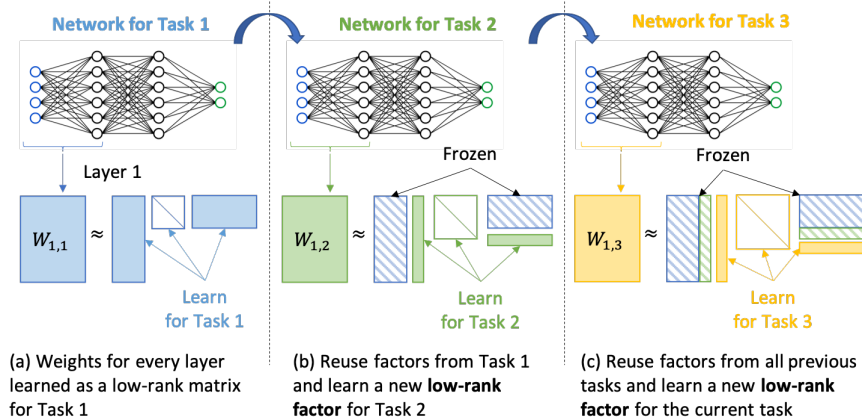 Network for Task 1
Network for Task 2
Network for Task 3
Layer 1
Frozen
Frozen
W1,1
≈
W1,2
≈
W1,3
≈
Learn
for Task 1
Learn
for Task 2
Learn
for Task 3
(a) Weights for every layer
learned as a low-rank matrix
for Task 1
(b) Reuse factors from Task 1
and learn a new low-rank
factor for Task 2
(c) Reuse factors from all previous
tasks and learn a new low-rank
factor for the current task